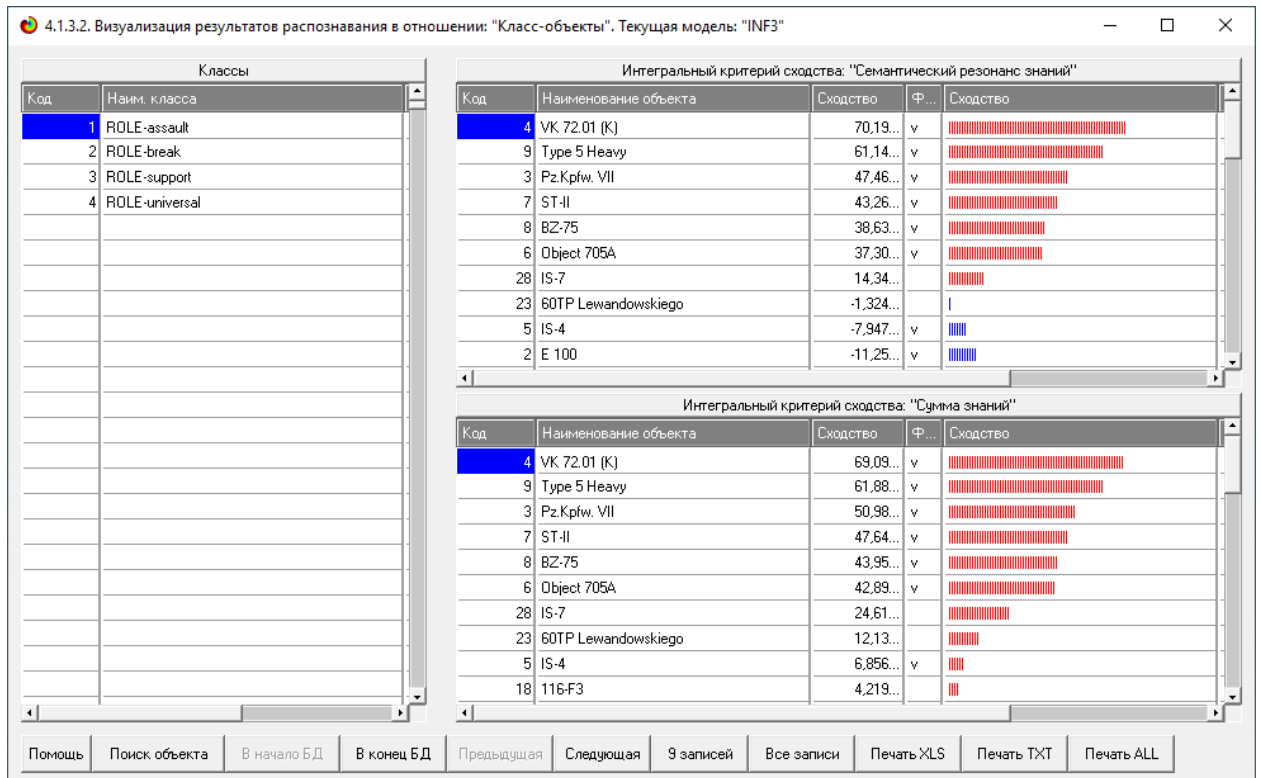 4.1.3.2. Визуализация результатов распознавания в отношении: "Класс-объекты". Текущая модель: "INF3"
Классы
Код Наим. класса
1 ROLE-assault
2 ROLE-break
3 ROLE-support
4 ROLE-universal
Интегральный критерий сходства: "Семантический резонанс знаний"
Код Наименование объекта Сходство Ф... Сходство
4 VK 72.01 (K) 70,19... v
9 Type 5 Heavy 61,14... v
3 Pz.Kpfw. VII 47,46... v
7 ST-II 43,26... v
8 BZ-75 38,63... v
6 Object 705A 37,30... v
28 IS-7 14,34...
23 60TP Lewandowskiego -1,324...
5 IS-4 -7,947... v
2 E 100 -11,25... v
Интегральный критерий сходства: "Сумма знаний"
Код Наименование объекта Сходство Ф... Сходство
4 VK 72.01 (K) 69,09... v
9 Type 5 Heavy 61,88... v
3 Pz.Kpfw. VII 50,98... v
7 ST-II 47,64... v
8 BZ-75 43,95... v
6 Object 705A 42,89... v
28 IS-7 24,61...
23 60TP Lewandowskiego 12,13...
5 IS-4 6,856... v
18 116-F3 4,219...
Помощь Поиск объекта В начало БД В конец БД Предыдущая Следующая 9 записей Все записи Печать XLS Печать TXT Печать ALL